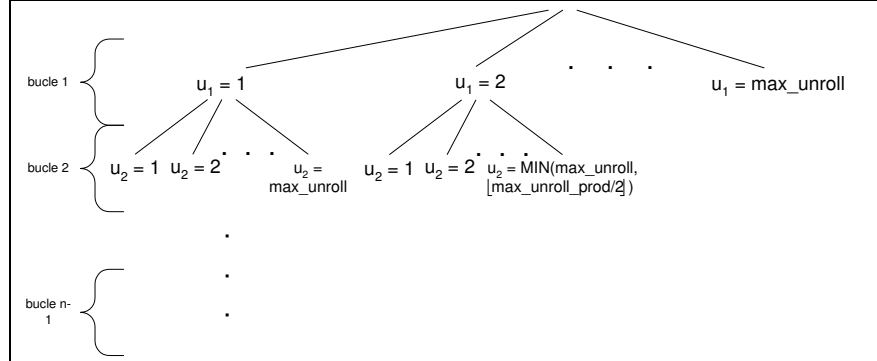 bucle 1
u₁ = 1
u₁ = 2
. . .
u₁ = max_unroll
bucle 2
u₂ = 1
u₂ = 2
. . .
u₂ =
max_unroll
u₂ = 1
u₂ = 2
. . .
u₂ = MIN(max_unroll,
⌊max_unroll_prod/2⌋ )
.
.
.
bucle n-
1